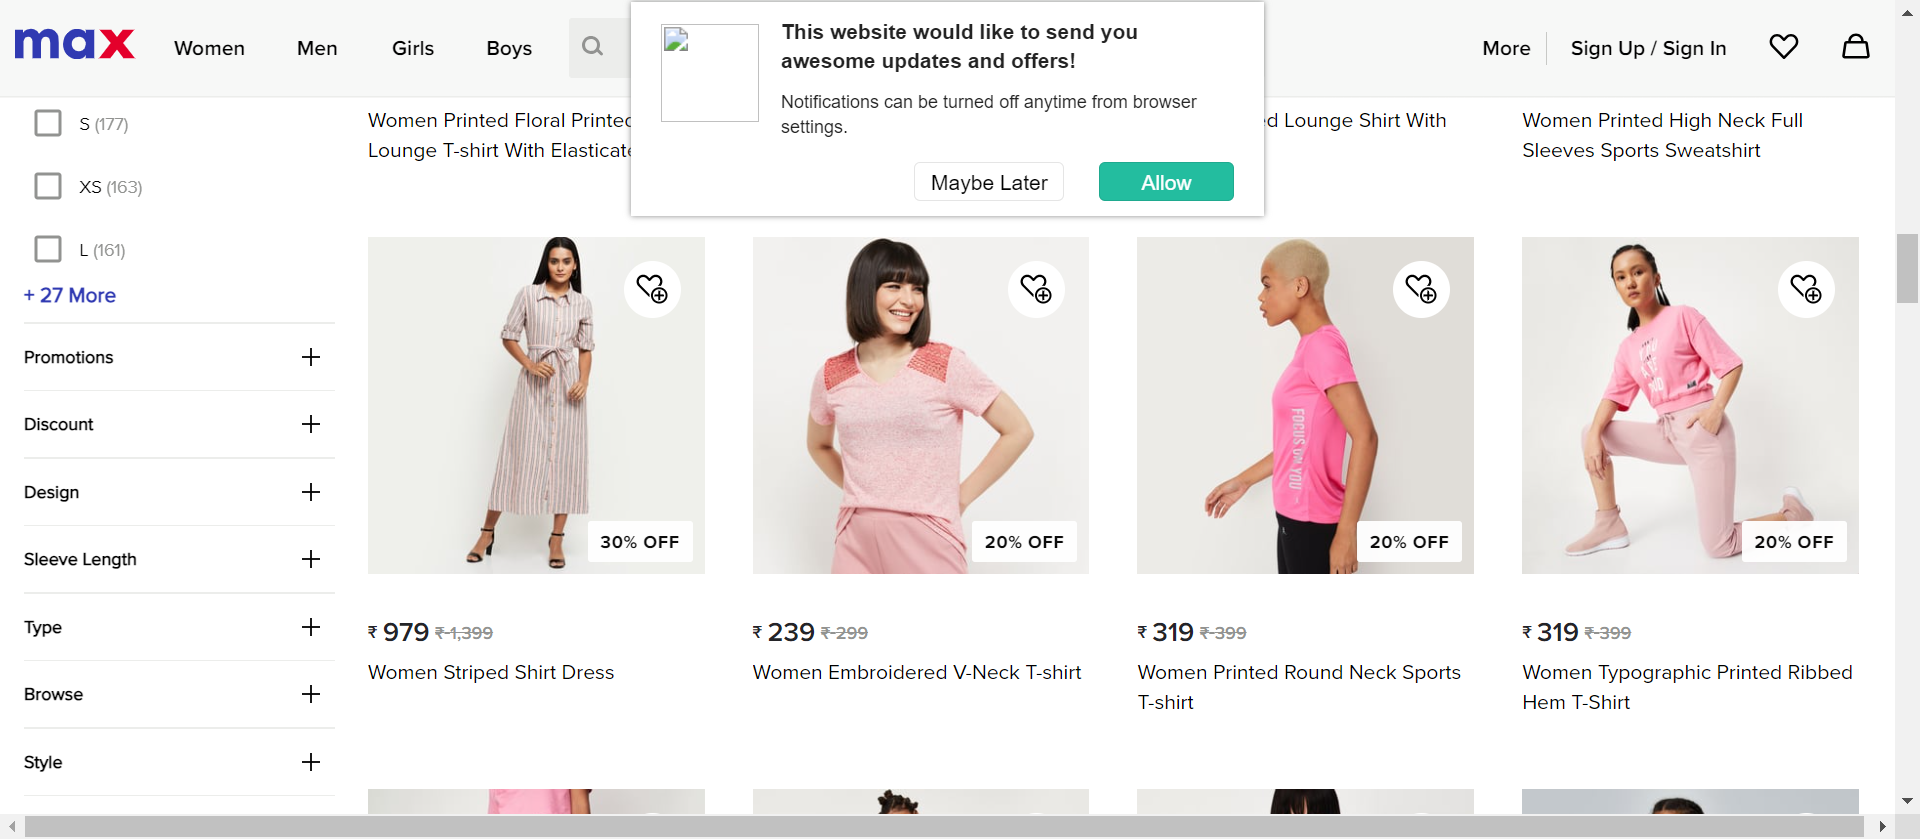 max
Women
Men
Girls
Boys
More
Sign Up / Sign In
This website would like to send you
awesome updates and offers!
Notifications can be turned off anytime from browser
settings.
Maybe Later
Allow
S (177)
XS (163)
L (161)
+ 27 More
Promotions
Discount
Design
Sleeve Length
Type
Browse
Style
Women Printed Floral Printed
Lounge T-shirt With Elasticate
Lounge Shirt With
Women Printed High Neck Full
Sleeves Sports Sweatshirt
30% OFF
₹ 979 ₹ 1,399
Women Striped Shirt Dress
20% OFF
₹ 239 ₹ 299
Women Embroidered V-Neck T-shirt
FOCUS ON YOU
20% OFF
₹ 319 ₹ 399
Women Printed Round Neck Sports
T-shirt
20% OFF
₹ 319 ₹ 399
Women Typographic Printed Ribbed
Hem T-Shirt